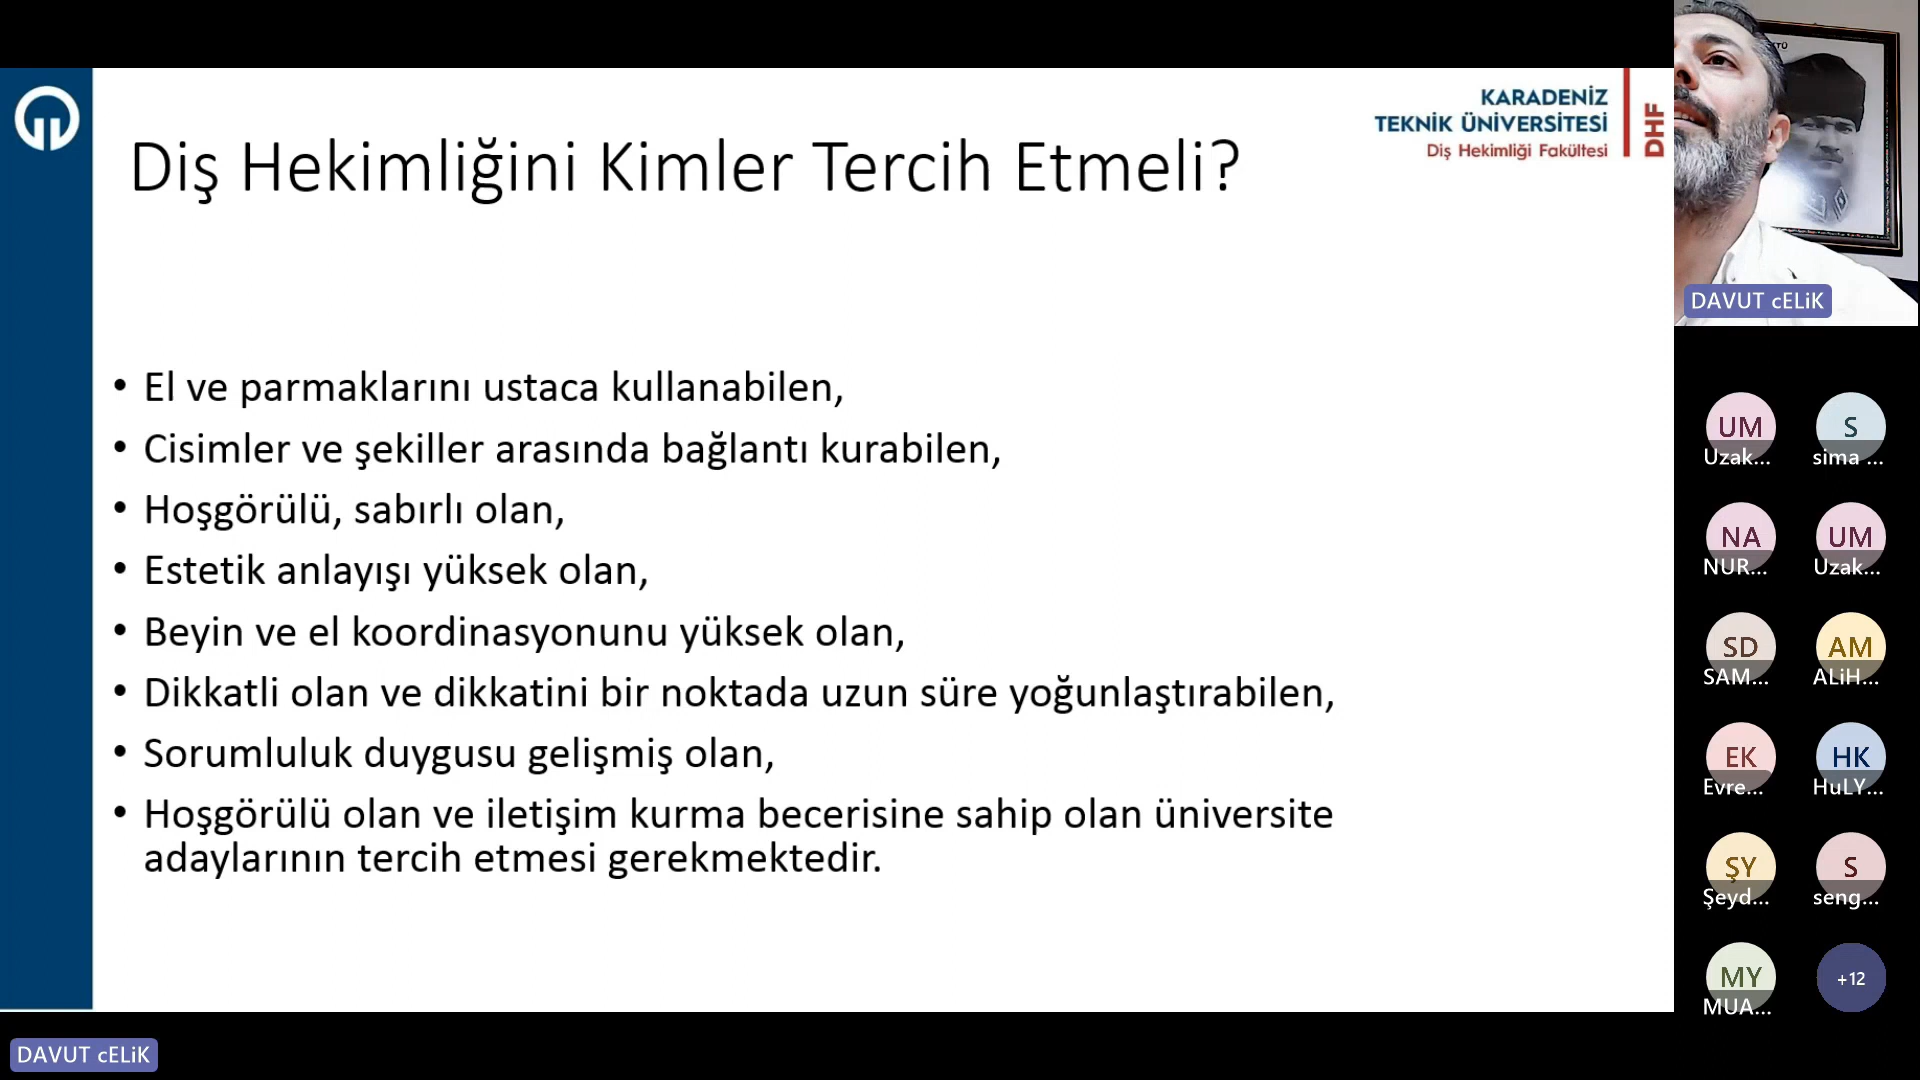 KARADENİZ
TEKNİK ÜNİVERSİTESİ
Diş Hekimliği Fakültesi
DHF
Diş Hekimliğini Kimler Tercih Etmeli?
• El ve parmaklarını ustaca kullanabilen,
• Cisimler ve şekiller arasında bağlantı kurabilen,
• Hoşgörülü, sabırlı olan,
• Estetik anlayışı yüksek olan,
• Beyin ve el koordinasyonunu yüksek olan,
• Dikkatli olan ve dikkatini bir noktada uzun süre yoğunlaştırabilen,
• Sorumluluk duygusu gelişmiş olan,
• Hoşgörülü olan ve iletişim kurma becerisine sahip olan üniversite
adaylarının tercih etmesi gerekmektedir.
DAVUT cELiK
DAVUT cELiK
UM
Uzak...
S
sima ...
NA
NUR...
UM
Uzak...
SD
SAM...
AM
ALiH...
EK
Evre...
HK
HuLY...
ŞY
Şeyd...
S
seng...
MY
MUA...
+12